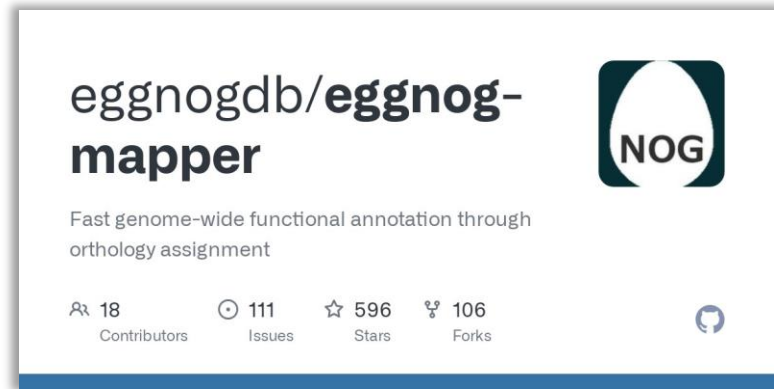 eggnogdb/eggnog-
mapper
NOG
Fast genome-wide functional annotation through
orthology assignment
18
Contributors
111
Issues
596
Stars
106
Forks